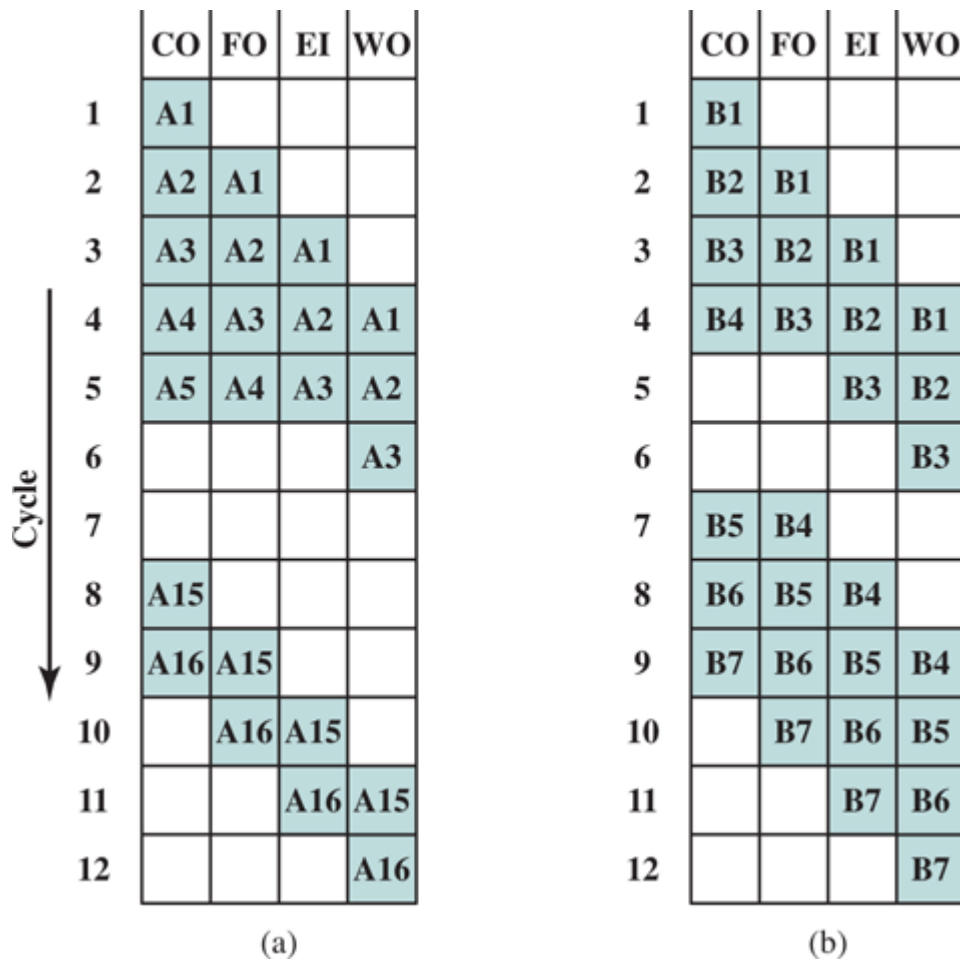 CO FO EI WO CO FO EI WO
1 A1 1 B1
2 A2 A1 2 B2 B1
3 A3 A2 A1 3 B3 B2 B1
4 A4 A3 A2 A1 4 B4 B3 B2 B1
5 A5 A4 A3 A2 5 B3 B2
6 A3 6 B3
7 7 B5 B4
8 A15 8 B6 B5 B4
9 A16 A15 9 B7 B6 B5 B4
10 A16 A15 10 B7 B6 B5
11 A16 A15 11 B7 B6
12 A16 12 B7
Cycle
(a) (b)